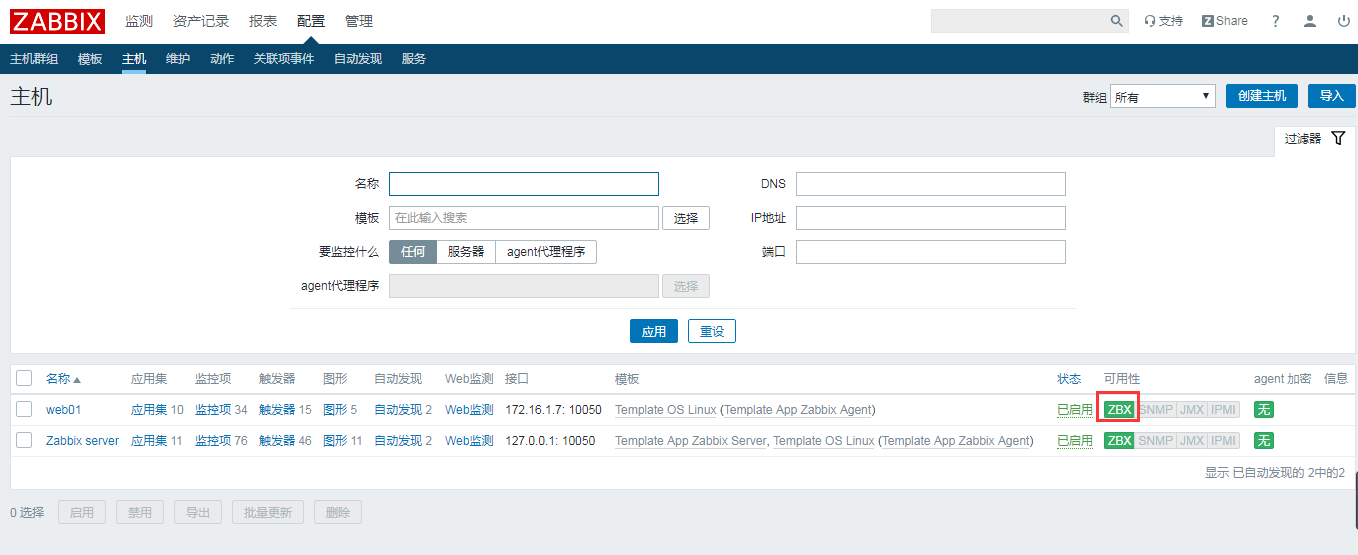 ZABBIX 监测 资产记录 报表 配置 管理 支持 Z Share ?
主机群组 模板 主机 维护 动作 关联项事件 自动发现 服务
主机 群组 所有 创建主机 导入
过滤器
名称 DNS
模板 在此输入搜索 选择 IP地址
要监控什么 任何 服务器 agent代理程序 端口
agent代理程序 选择
应用 重设
名称 应用集 监控项 触发器 图形 自动发现 Web监测 接口 模板 状态 可用性 agent 加密 信息
web01 应用集 10 监控项 34 触发器 15 图形 5 自动发现 2 Web监测 172.16.1.7: 10050 Template OS Linux (Template App Zabbix Agent) 已启用 ZBX SNMP JMX IPMI 无
Zabbix server 应用集 11 监控项 76 触发器 46 图形 11 自动发现 2 Web监测 127.0.0.1: 10050 Template App Zabbix Server, Template OS Linux (Template App Zabbix Agent) 已启用 ZBX SNMP JMX IPMI 无
显示 已自动发现的 2中的2
0 选择 启用 禁用 导出 批量更新 删除